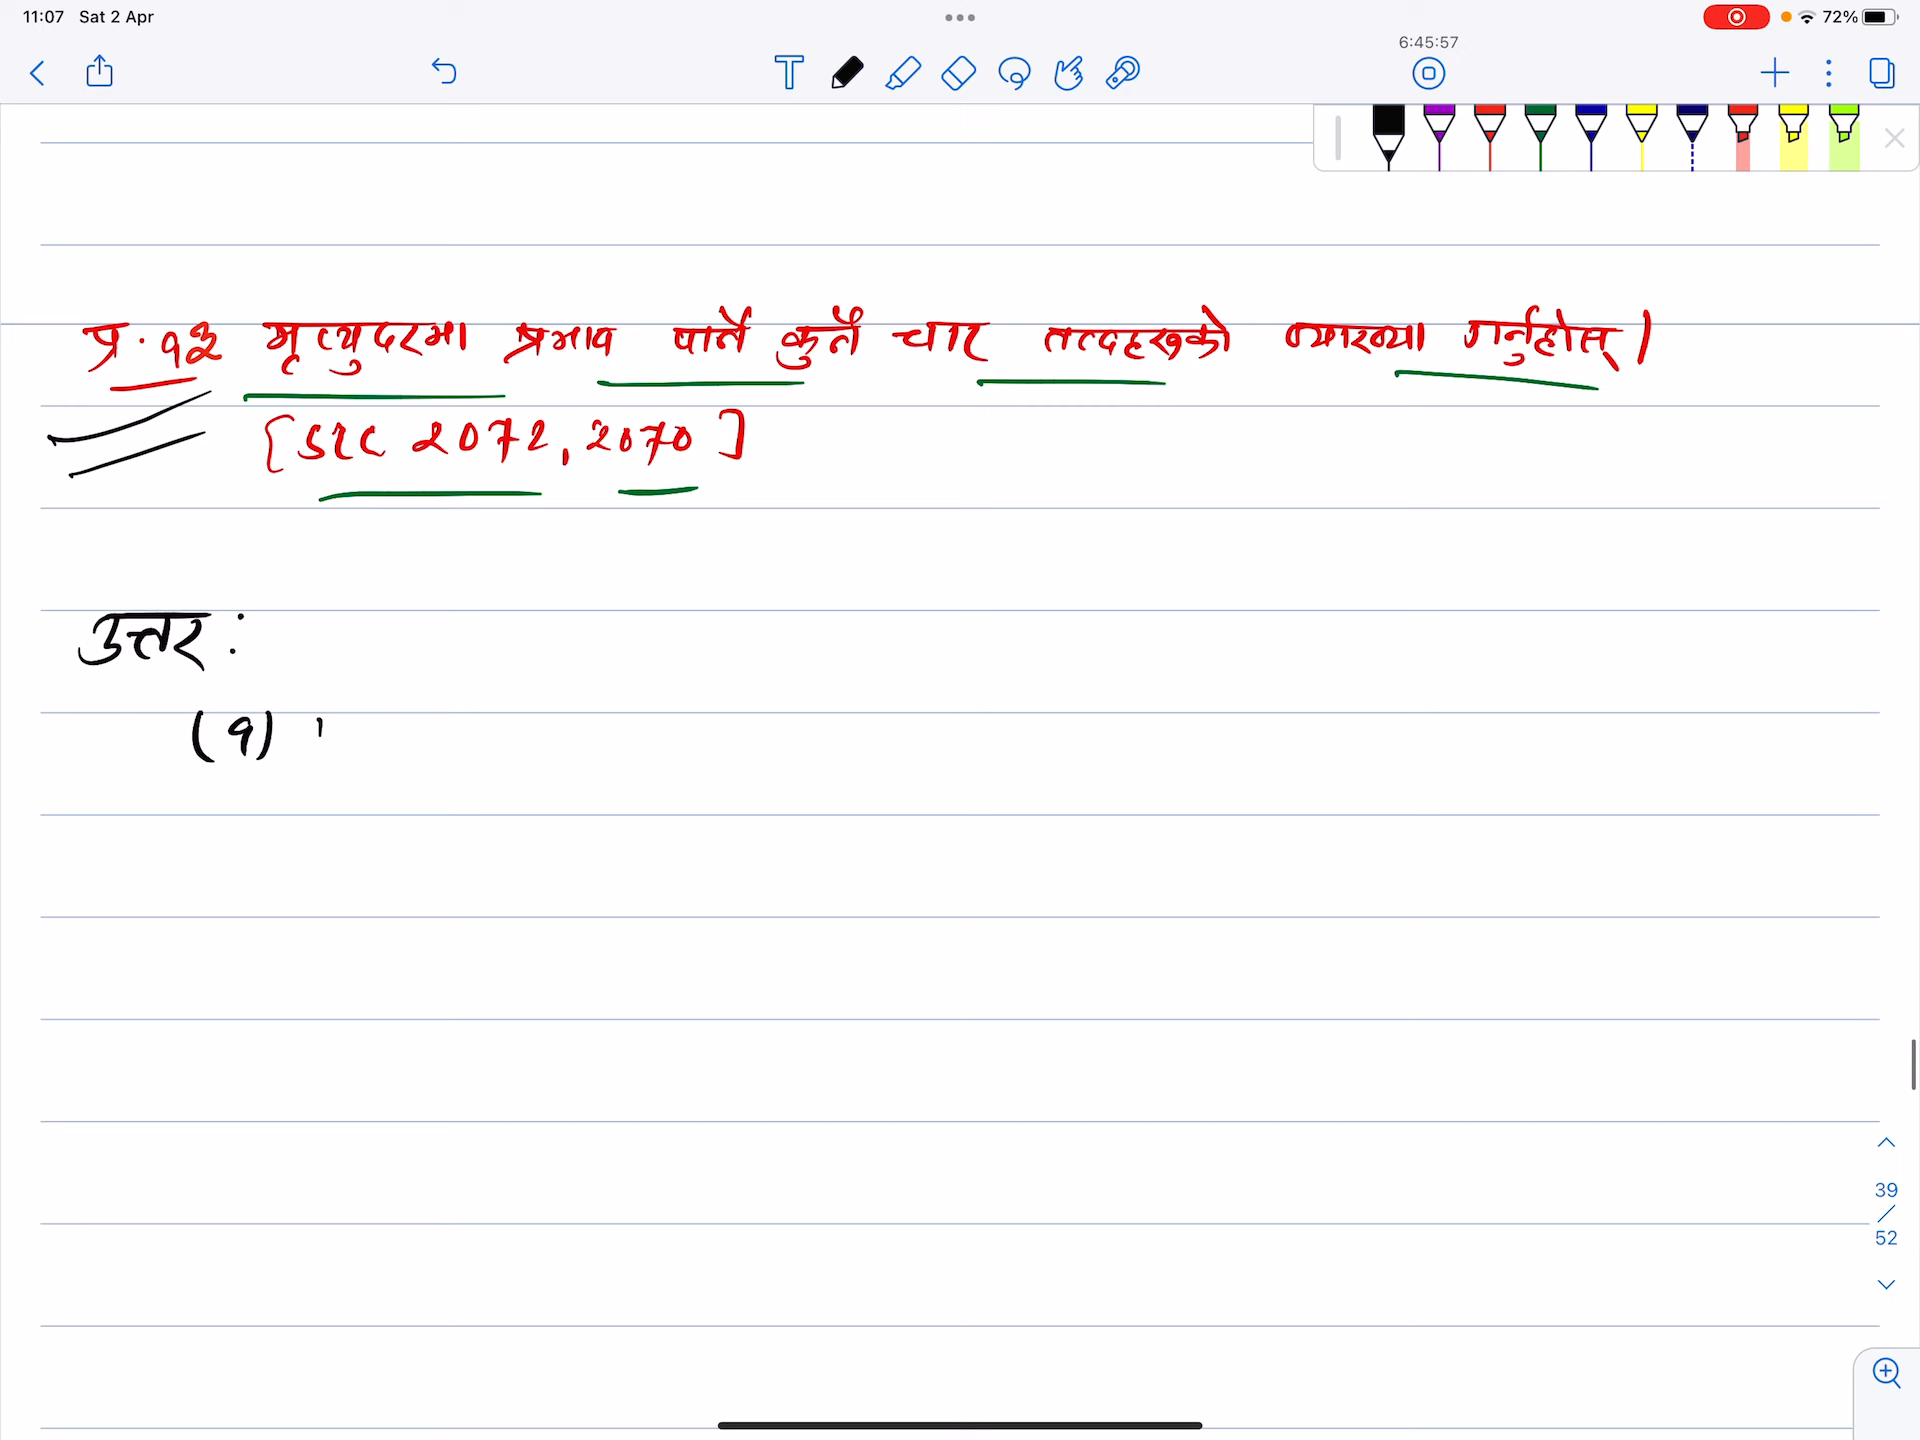 11:07 Sat 2 Apr
72%
6:45:57
प्र. १३ मृत्युदरमा प्रभाव पार्ने कुनै चार तत्वहरूको व्याख्या गर्नुहोस् ।
[SLC 2072, 2070]
उत्तर :
(१)
39
/
52